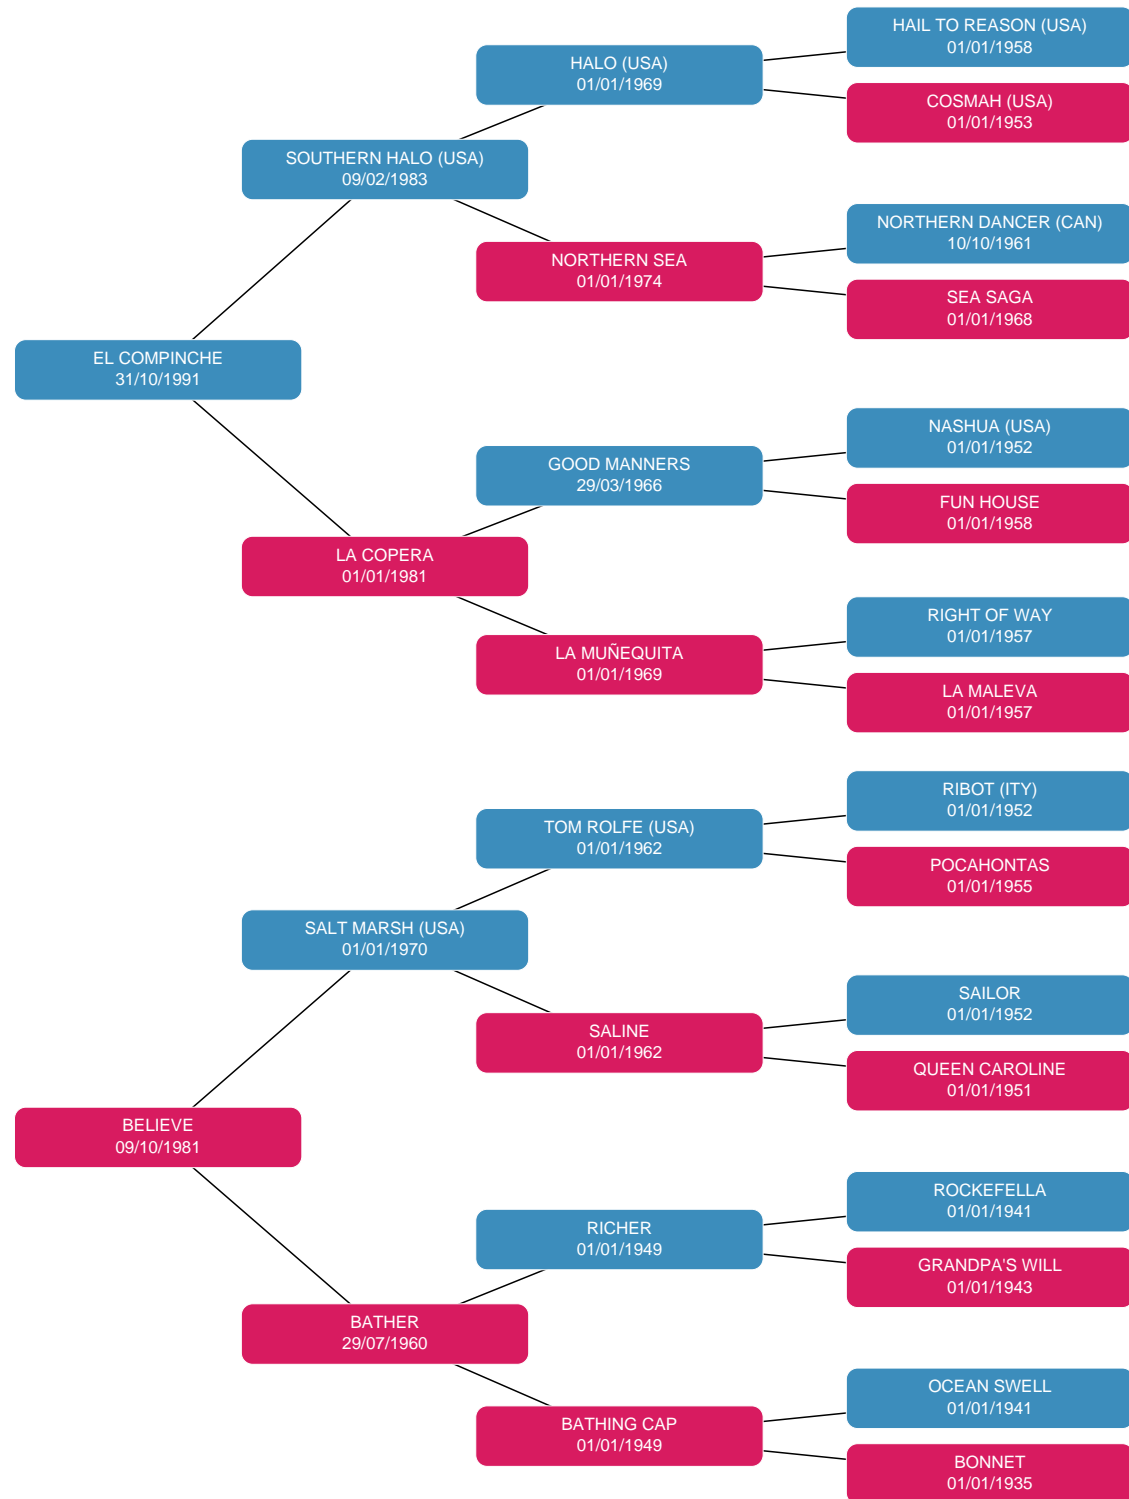 HAIL TO REASON (USA)
01/01/1958
HALO (USA)
01/01/1969
COSMAH (USA)
01/01/1953
SOUTHERN HALO (USA)
09/02/1983
NORTHERN DANCER (CAN)
10/10/1961
NORTHERN SEA
01/01/1974
SEA SAGA
01/01/1968
EL COMPINCHE
31/10/1991
NASHUA (USA)
01/01/1952
GOOD MANNERS
29/03/1966
FUN HOUSE
01/01/1958
LA COPERA
01/01/1981
RIGHT OF WAY
01/01/1957
LA MUÑEQUITA
01/01/1969
LA MALEVA
01/01/1957
RIBOT (ITY)
01/01/1952
TOM ROLFE (USA)
01/01/1962
POCAHONTAS
01/01/1955
SALT MARSH (USA)
01/01/1970
SAILOR
01/01/1952
SALINE
01/01/1962
QUEEN CAROLINE
01/01/1951
BELIEVE
09/10/1981
ROCKEFELLA
01/01/1941
RICHER
01/01/1949
GRANDPA'S WILL
01/01/1943
BATHER
29/07/1960
OCEAN SWELL
01/01/1941
BATHING CAP
01/01/1949
BONNET
01/01/1935